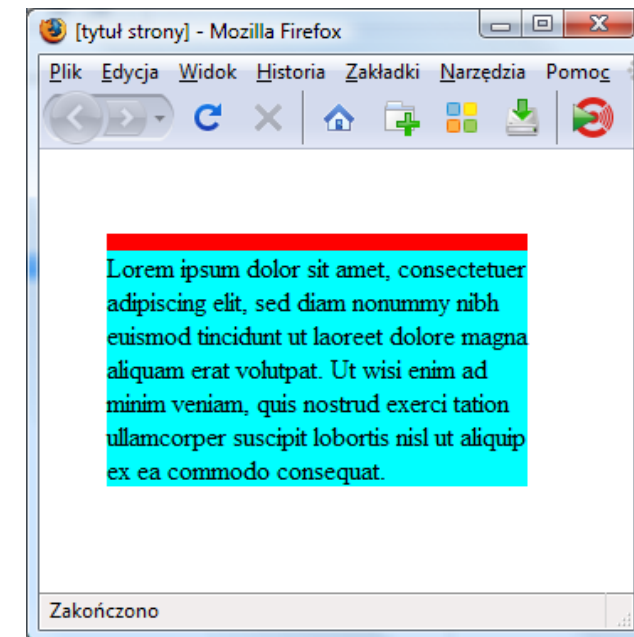 [tytuł strony] - Mozilla Firefox
Plik Edycja Widok Historia Zakładki Narzędzia Pomoc
Lorem ipsum dolor sit amet, consectetuer
adipiscing elit, sed diam nonummy nibh
euismod tincidunt ut laoreet dolore magna
aliquam erat volutpat. Ut wisi enim ad
minim veniam, quis nostrud exerci tation
ullamcorper suscipit lobortis nisl ut aliquip
ex ea commodo consequat.
Zakończono